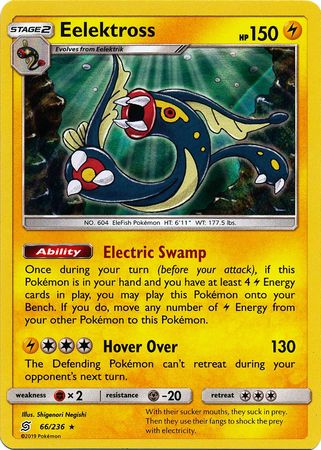 STAGE2 Eelektross HP 150
Evolves from Eelektrik
NO. 604 EleFish Pokémon HT: 6'11" WT: 177.5 lbs.
Ability Electric Swamp
Once during your turn (before your attack), if this
Pokémon is in your hand and you have at least 4 Energy
cards in play, you may play this Pokémon onto your
Bench. If you do, move any number of Energy
from your other Pokémon to this Pokémon.
Hover Over 130
The Defending Pokémon can't retreat during your
opponent's next turn.
weakness × 2 resistance -20 retreat
Illus. Shigenori Negishi
66/236 ★
©2019 Pokémon
With their sucker mouths, they suck in prey.
Then they use their fangs to shock the prey
with electricity.